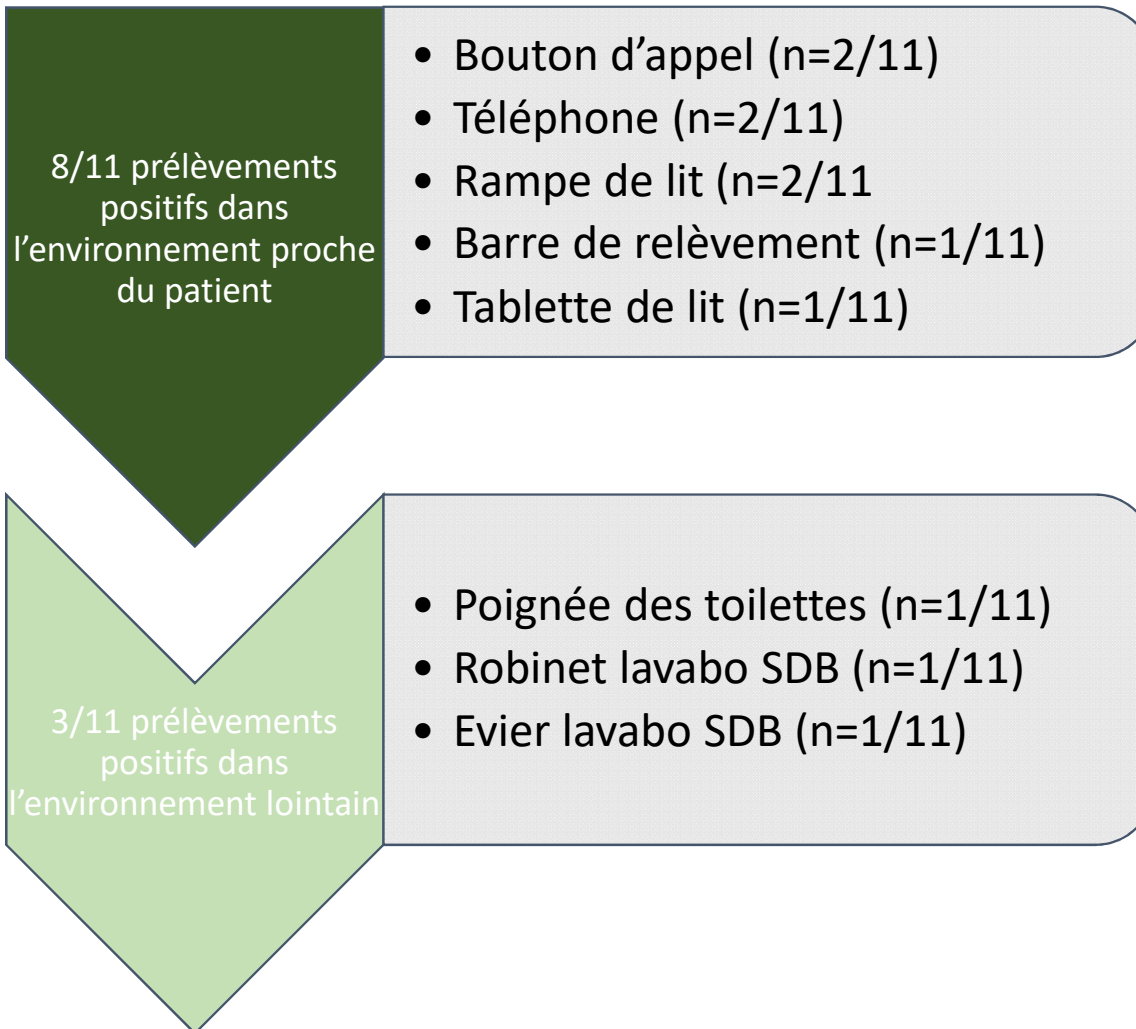 8/11 prélèvements
positifs dans
l'environnement proche
du patient
• Bouton d'appel (n=2/11)
• Téléphone (n=2/11)
• Rampe de lit (n=2/11
• Barre de relèvement (n=1/11)
• Tablette de lit (n=1/11)
3/11 prélèvements
positifs dans
l'environnement lointain
• Poignée des toilettes (n=1/11)
• Robinet lavabo SDB (n=1/11)
• Evier lavabo SDB (n=1/11)